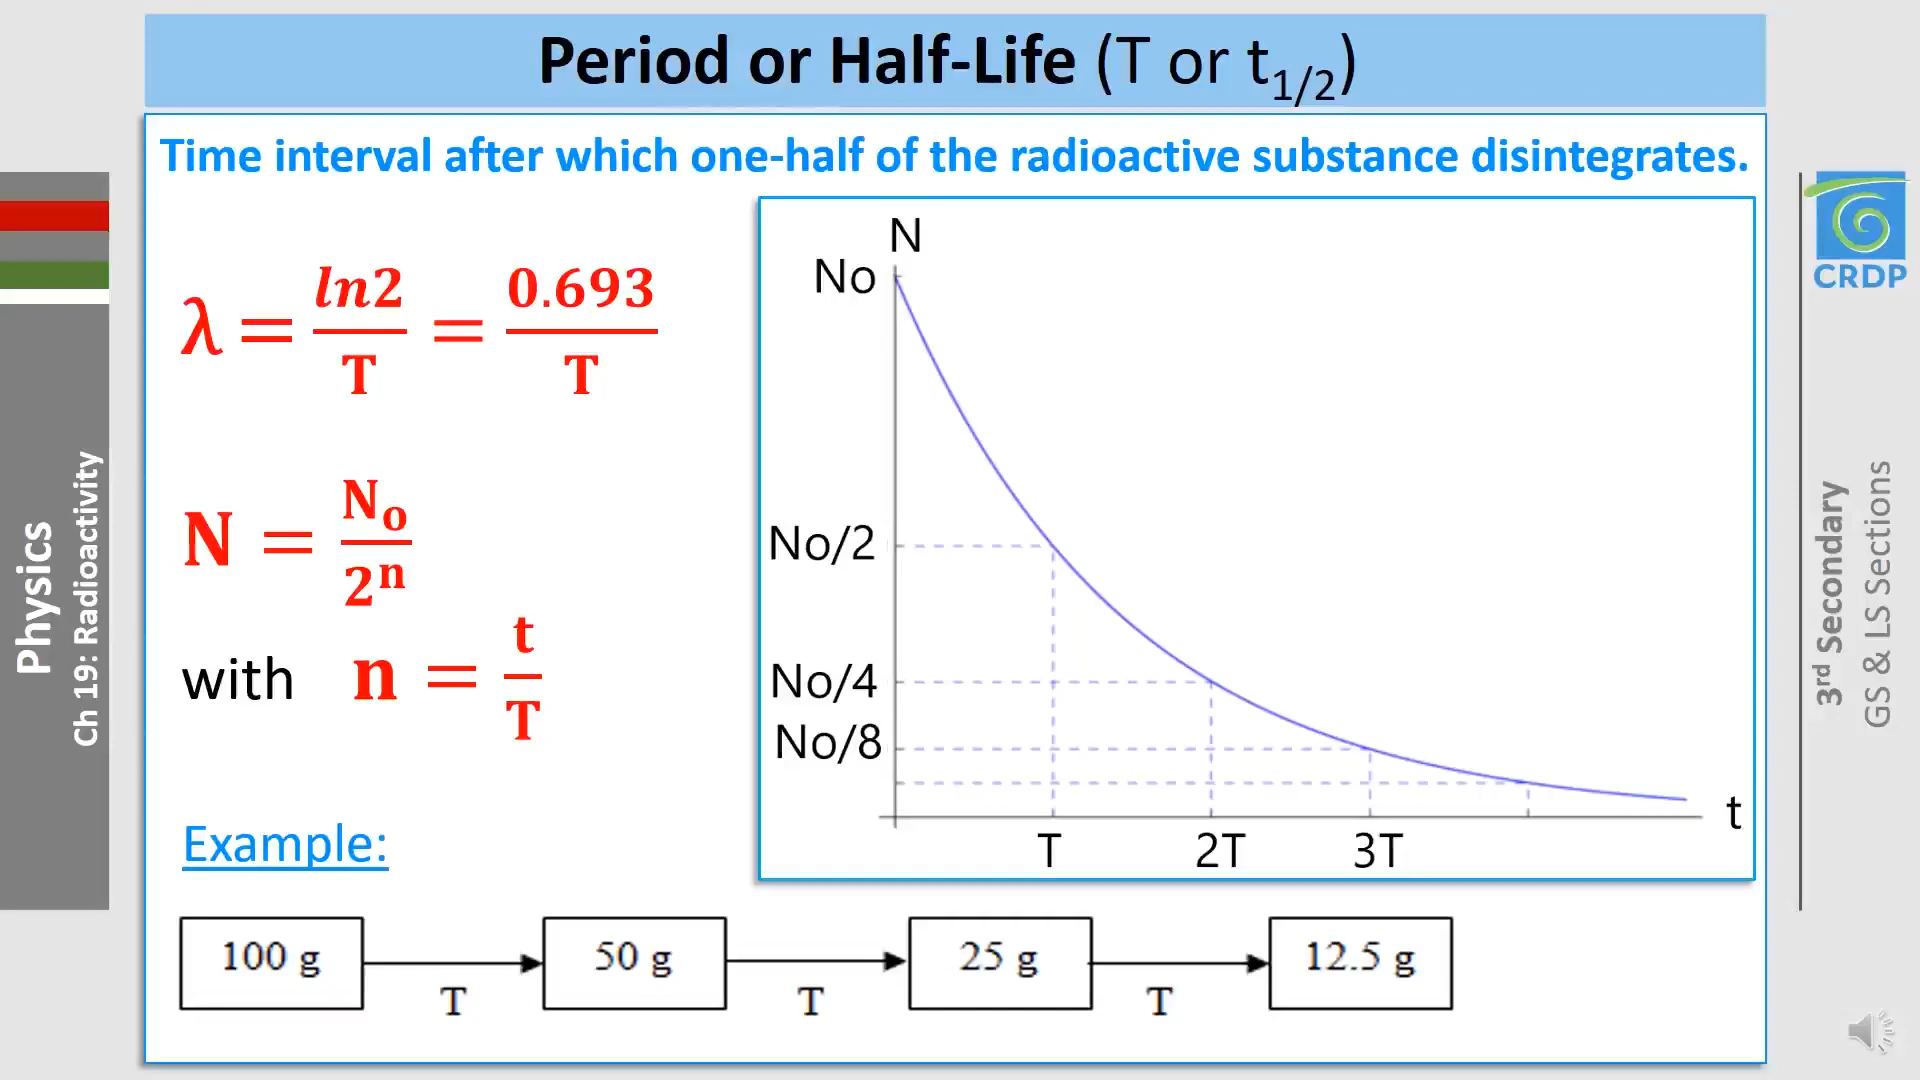 Period or Half-Life (T or t1/2)
Time interval after which one-half of the radioactive substance disintegrates.
λ = ln2/T = 0.693/T
N = No/2^n
with n = t/T
Example:
100 g
T
50 g
T
25 g
T
12.5 g
N
No
No/2
No/4
No/8
T
2T
3T
t
Physics
Ch 19: Radioactivity
CRDP
3rd Secondary
GS & LS Sections